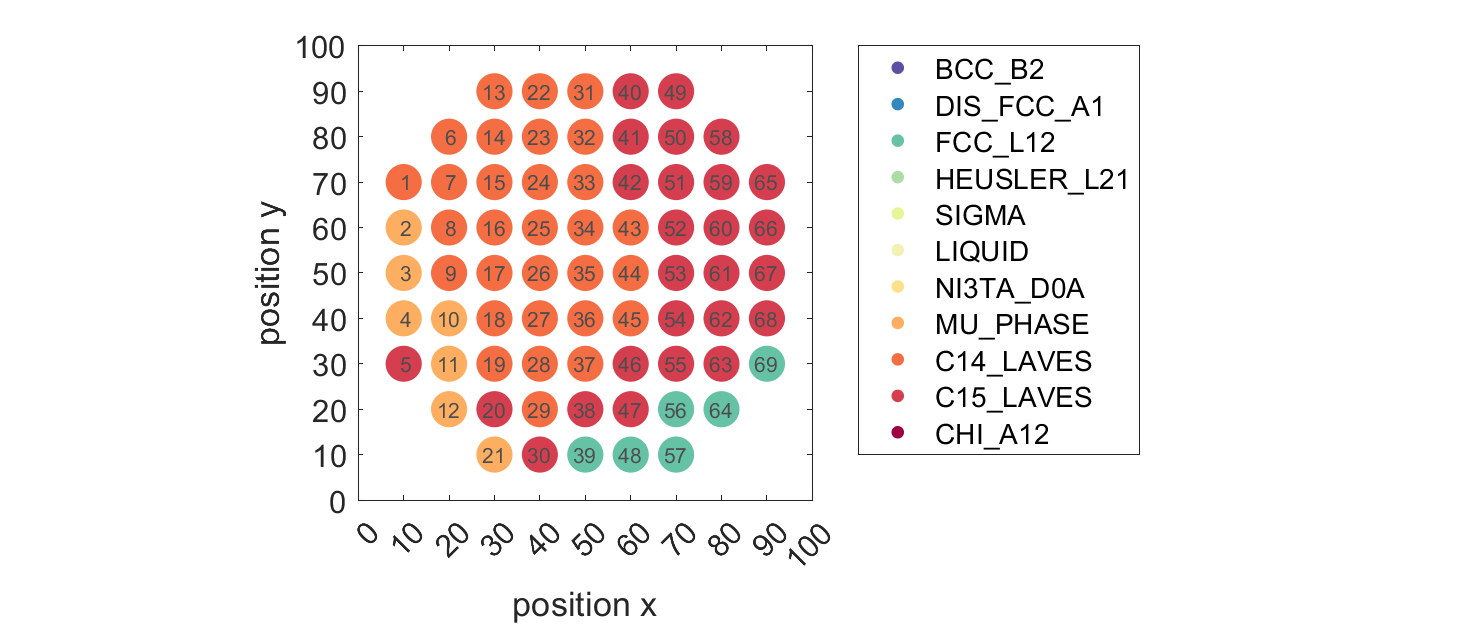 100
90 13 22 31 40 49
80 6 14 23 32 41 50 58
70 1 7 15 24 33 42 51 59 65
60 2 8 16 25 34 43 52 60 66
50 3 9 17 26 35 44 53 61 67
40 4 10 18 27 36 45 54 62 68
30 5 11 19 28 37 46 55 63 69
20 12 20 29 38 47 56 64
10 21 30 39 48 57
0
0 10 20 30 40 50 60 70 80 90 100
position x
position y
BCC_B2
DIS_FCC_A1
FCC_L12
HEUSLER_L21
SIGMA
LIQUID
NI3TA_D0A
MU_PHASE
C14_LAVES
C15_LAVES
CHI_A12